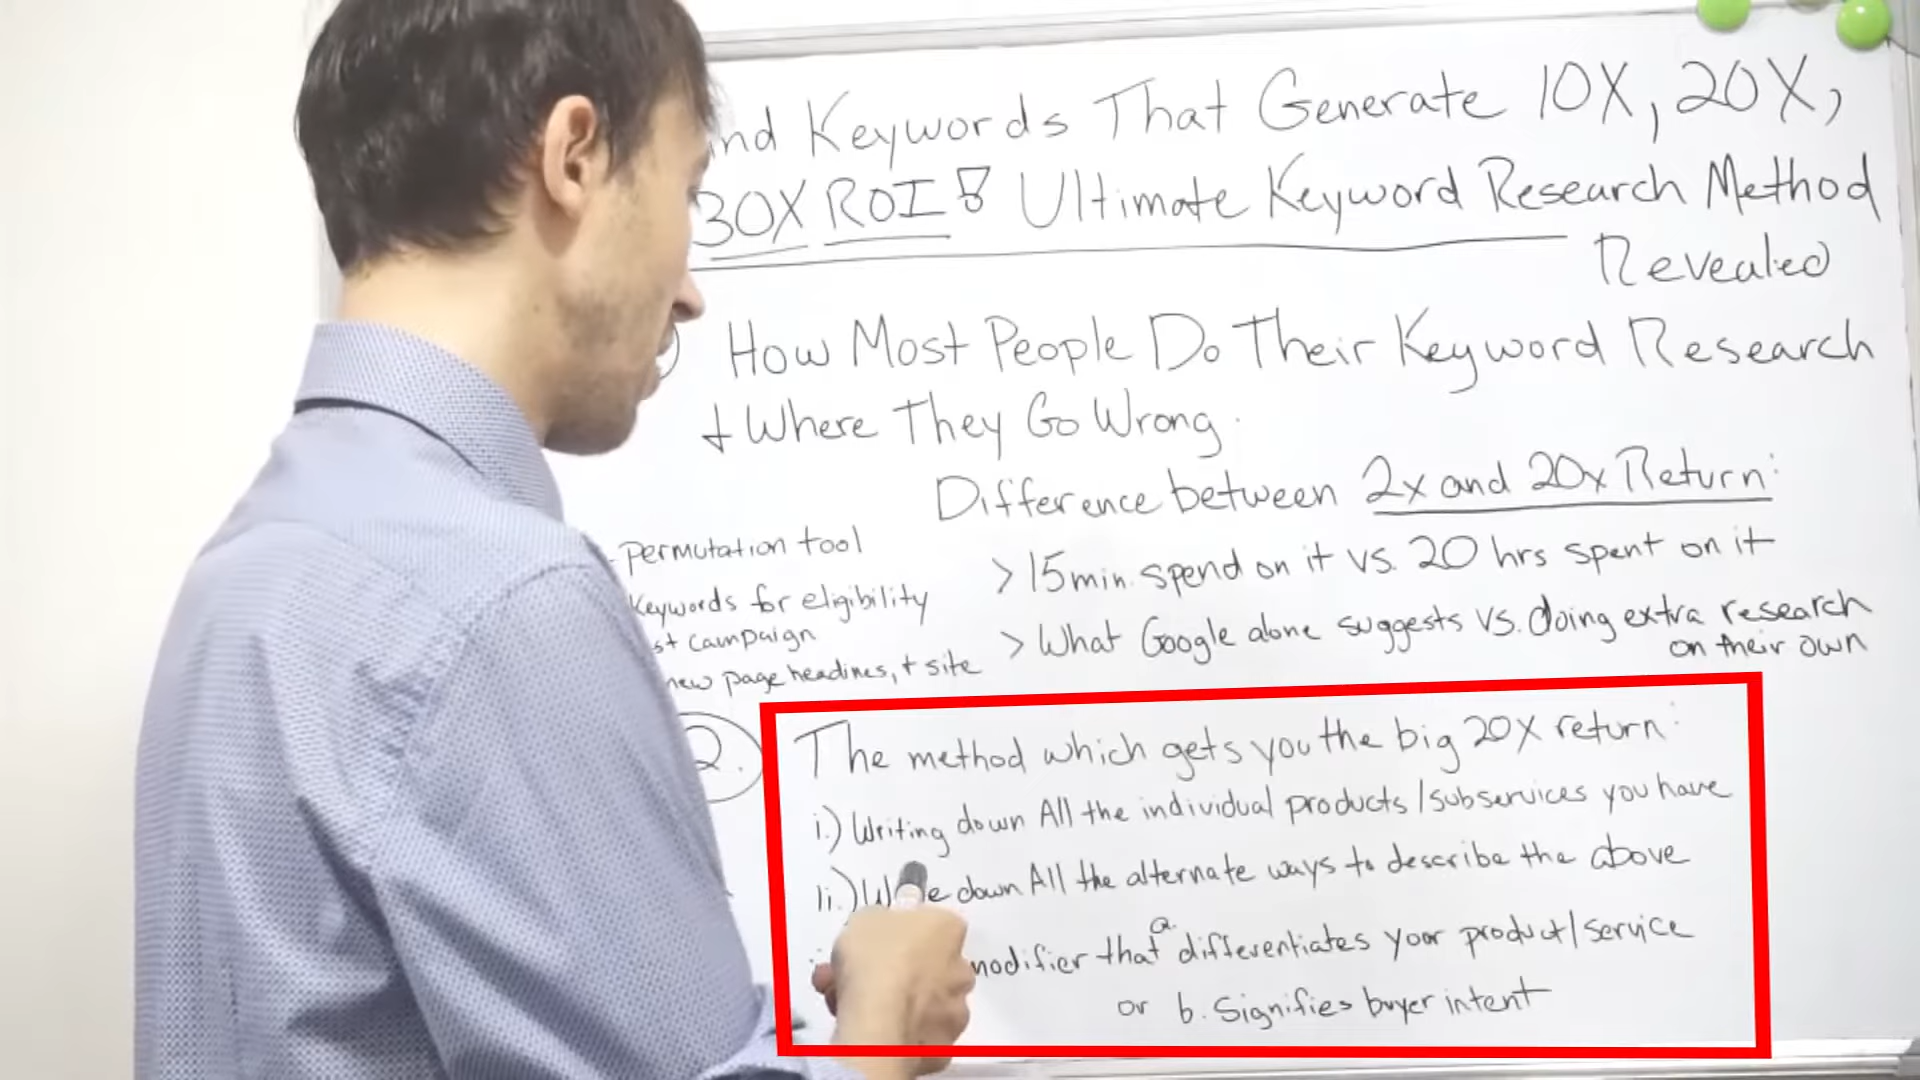 nd Keywords That Generate 10X, 20X,
30X ROI! Ultimate Keyword Research Method
Revealed
How Most People Do Their Keyword Research
+ Where They Go Wrong.
Difference between 2x and 20x Return:
- permutation tool
> 15 min. spend on it vs. 20 hrs spent on it
Keywords for eligibility
> What Google alone suggests vs. doing extra research
on their own
st campaign
new page headlines, + site
2. The method which gets you the big 20X return:
i.) Writing down All the individual products/subservices you have
ii.) down All the alternate ways to describe the above
modifier that a. differentiates your product/service
or b. Signifies buyer intent